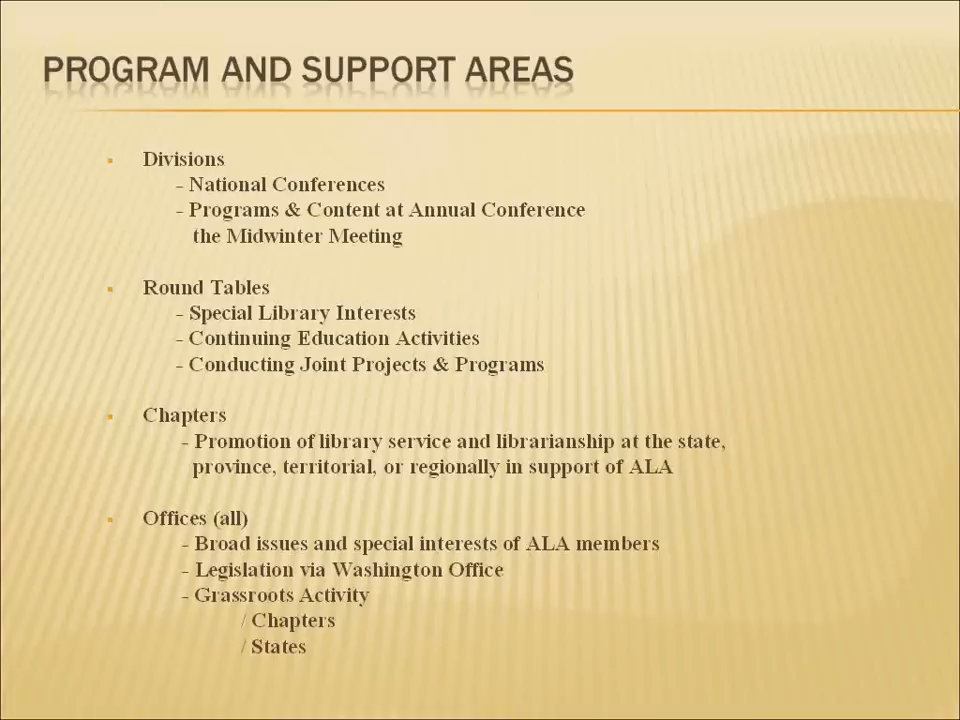 PROGRAM AND SUPPORT AREAS
▪ Divisions
- National Conferences
- Programs & Content at Annual Conference
the Midwinter Meeting
▪ Round Tables
- Special Library Interests
- Continuing Education Activities
- Conducting Joint Projects & Programs
▪ Chapters
- Promotion of library service and librarianship at the state,
province, territorial, or regionally in support of ALA
▪ Offices (all)
- Broad issues and special interests of ALA members
- Legislation via Washington Office
- Grassroots Activity
/ Chapters
/ States